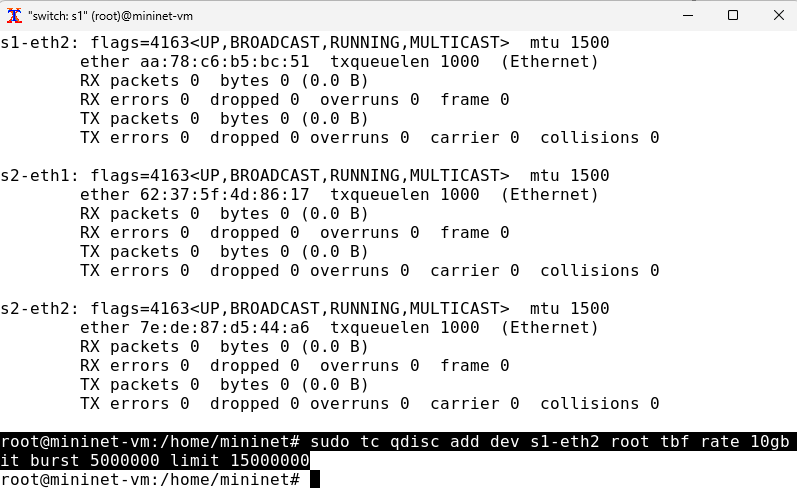 "switch: s1" (root)@mininet-vm
s1-eth2: flags=4163<UP,BROADCAST,RUNNING,MULTICAST>  mtu 1500
        ether aa:78:c6:b5:bc:51  txqueuelen 1000  (Ethernet)
        RX packets 0  bytes 0 (0.0 B)
        RX errors 0  dropped 0  overruns 0  frame 0
        TX packets 0  bytes 0 (0.0 B)
        TX errors 0  dropped 0 overruns 0  carrier 0  collisions 0

s2-eth1: flags=4163<UP,BROADCAST,RUNNING,MULTICAST>  mtu 1500
        ether 62:37:5f:4d:86:17  txqueuelen 1000  (Ethernet)
        RX packets 0  bytes 0 (0.0 B)
        RX errors 0  dropped 0  overruns 0  frame 0
        TX packets 0  bytes 0 (0.0 B)
        TX errors 0  dropped 0 overruns 0  carrier 0  collisions 0

s2-eth2: flags=4163<UP,BROADCAST,RUNNING,MULTICAST>  mtu 1500
        ether 7e:de:87:d5:44:a6  txqueuelen 1000  (Ethernet)
        RX packets 0  bytes 0 (0.0 B)
        RX errors 0  dropped 0  overruns 0  frame 0
        TX packets 0  bytes 0 (0.0 B)
        TX errors 0  dropped 0 overruns 0  carrier 0  collisions 0

root@mininet-vm:/home/mininet# sudo tc qdisc add dev s1-eth2 root tbf rate 10gb
it burst 5000000 limit 15000000
root@mininet-vm:/home/mininet#